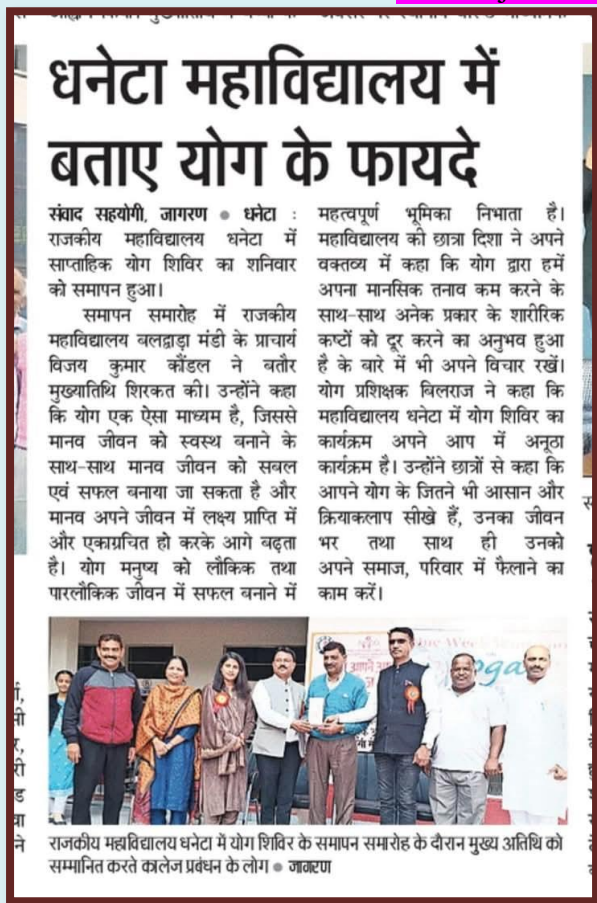 धनेटा महाविद्यालय में
बताए योग के फायदे
संवाद सहयोगी, जागरण ● धनेटा :
राजकीय महाविद्यालय धनेटा में
साप्ताहिक योग शिविर का शनिवार
को समापन हुआ।
समापन समारोह में राजकीय
महाविद्यालय बलद्वाड़ा मंडी के प्राचार्य
विजय कुमार कौंडल ने बतौर
मुख्यातिथि शिरकत की। उन्होंने कहा
कि योग एक ऐसा माध्यम है, जिससे
मानव जीवन को स्वस्थ बनाने के
साथ-साथ मानव जीवन को सबल
एवं सफल बनाया जा सकता है और
मानव अपने जीवन में लक्ष्य प्राप्ति में
और एकाग्रचित हो करके आगे बढ़ता
है। योग मनुष्य को लौकिक तथा
पारलौकिक जीवन में सफल बनाने में
महत्वपूर्ण भूमिका निभाता है।
महाविद्यालय की छात्रा दिशा ने अपने
वक्तव्य में कहा कि योग द्वारा हमें
अपना मानसिक तनाव कम करने के
साथ-साथ अनेक प्रकार के शारीरिक
कष्टों को दूर करने का अनुभव हुआ
है के बारे में भी अपने विचार रखें।
योग प्रशिक्षक बिलराज ने कहा कि
महाविद्यालय धनेटा में योग शिविर का
कार्यक्रम अपने आप में अनूठा
कार्यक्रम है। उन्होंने छात्रों से कहा कि
आपने योग के जितने भी आसान और
क्रियाकलाप सीखे हैं, उनका जीवन
भर तथा साथ ही उनको
अपने समाज, परिवार में फैलाने का
काम करें।
राजकीय महाविद्यालय धनेटा में योग शिविर के समापन समारोह के दौरान मुख्य अतिथि को
सम्मानित करते कालेज प्रबंधन के लोग ● जागरण